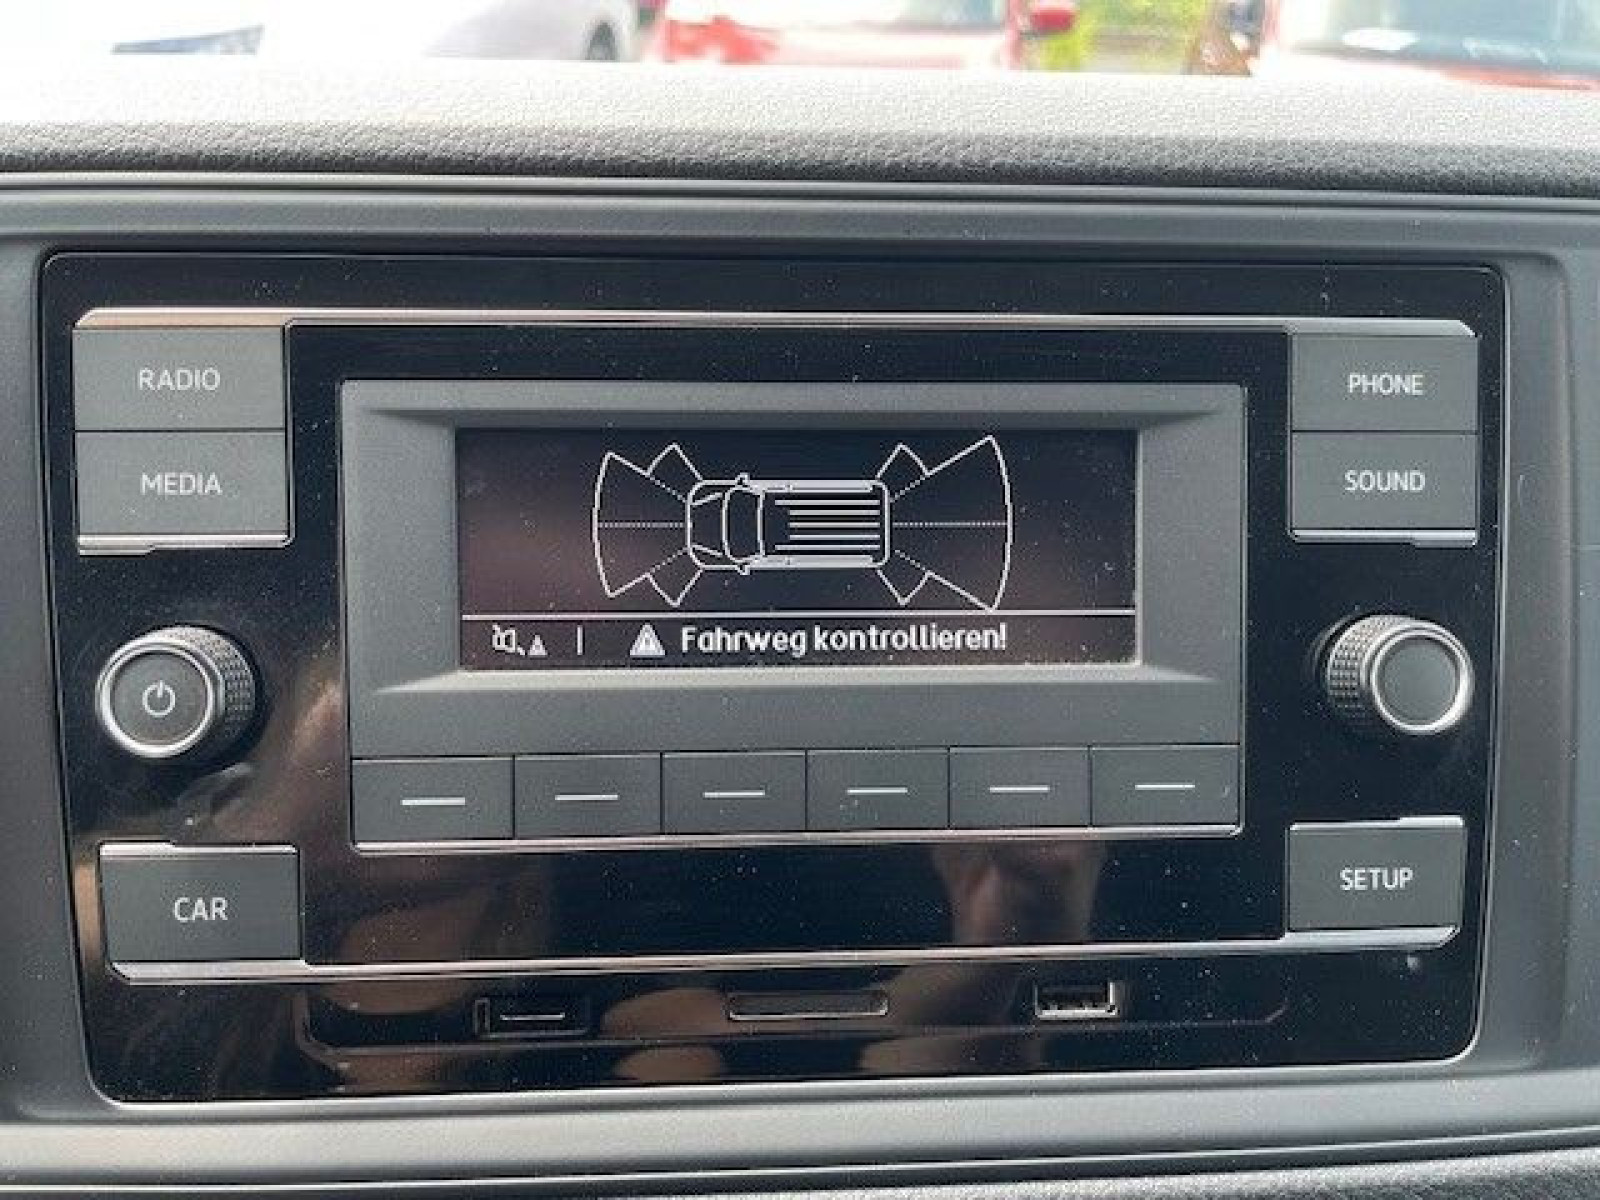 RADIO
PHONE
MEDIA
SOUND
Fahrweg kontrollieren!
CAR
SETUP